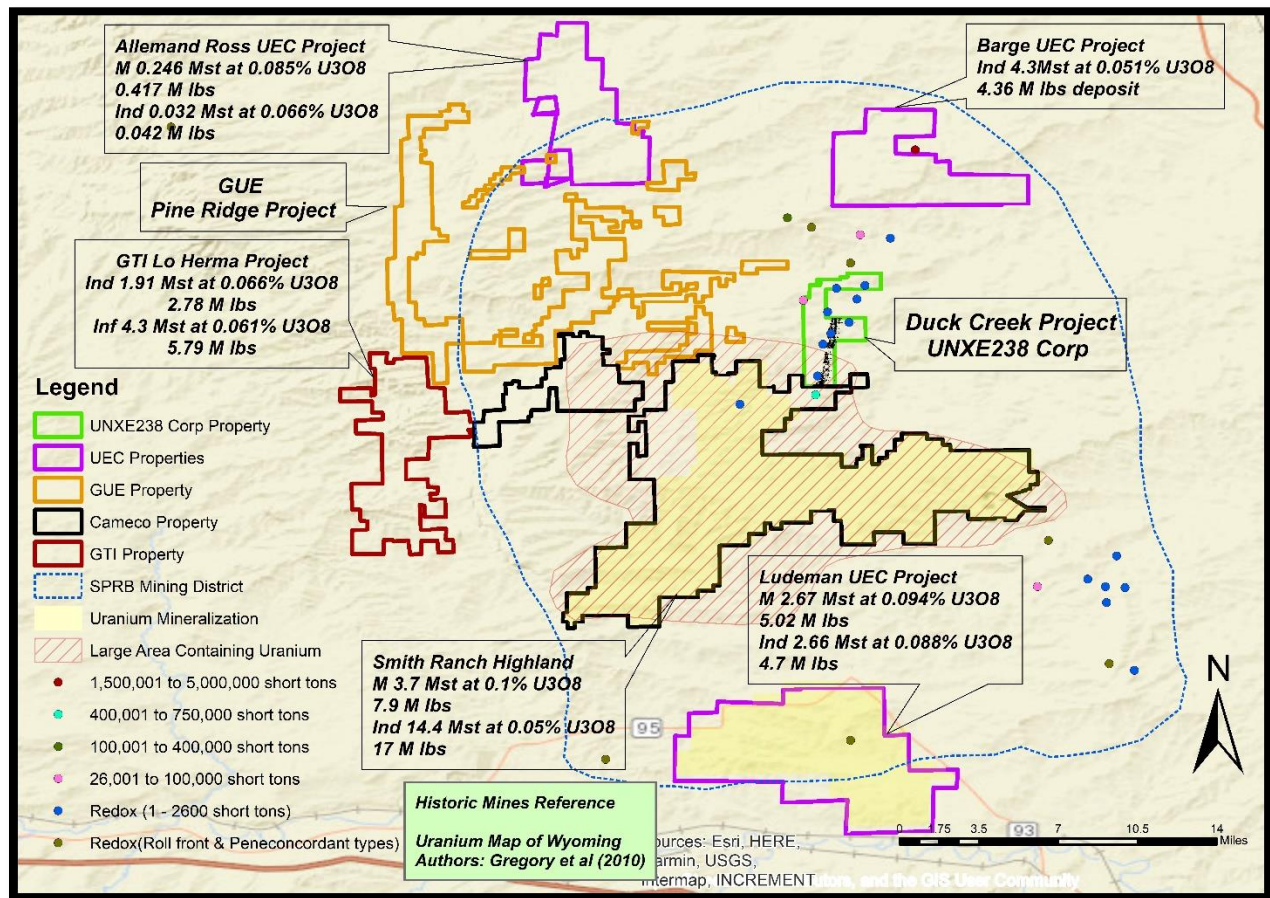 Allemand Ross UEC Project
M 0.246 Mst at 0.085% U3O8
0.417 M lbs
Ind 0.032 Mst at 0.066% U3O8
0.042 M lbs
Barge UEC Project
Ind 4.3Mst at 0.051% U3O8
4.36 M lbs deposit
GUE
Pine Ridge Project
GTI Lo Herma Project
Ind 1.91 Mst at 0.066% U3O8
2.78 M lbs
Inf 4.3 Mst at 0.061% U3O8
5.79 M lbs
Duck Creek Project
UNXE238 Corp
Legend
UNXE238 Corp Property
UEC Properties
GUE Property
Cameco Property
GTI Property
SPRB Mining District
Uranium Mineralization
Large Area Containing Uranium
1,500,001 to 5,000,000 short tons
400,001 to 750,000 short tons
100,001 to 400,000 short tons
26,001 to 100,000 short tons
Redox (1 - 2600 short tons)
Redox(Roll front & Peneconcordant types)
Ludeman UEC Project
M 2.67 Mst at 0.094% U3O8
5.02 M lbs
Ind 2.66 Mst at 0.088% U3O8
4.7 M lbs
Smith Ranch Highland
M 3.7 Mst at 0.1% U3O8
7.9 M lbs
Ind 14.4 Mst at 0.05% U3O8
17 M lbs
95
93
N
Historic Mines Reference
Uranium Map of Wyoming
Authors: Gregory et al (2010)
0 1.75 3.5 7 10.5 14
Miles
ources: Esri, HERE,
armin, USGS,
ntermap, INCREMENT
utors, and the GIS User Community